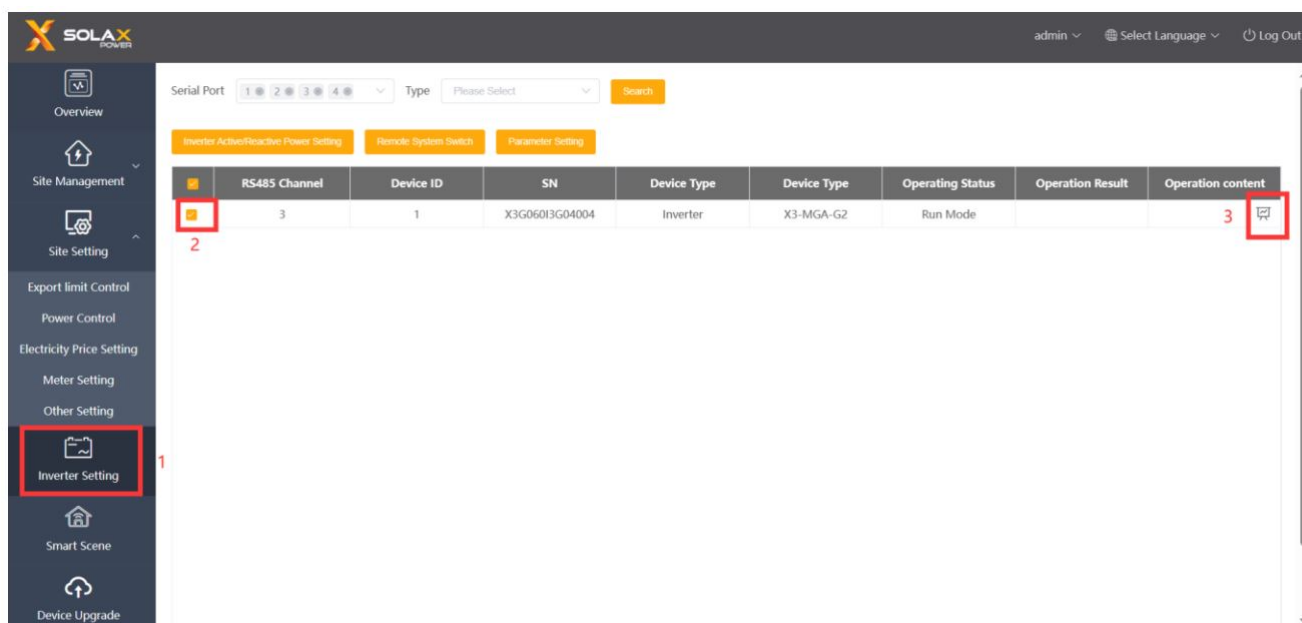 SOLAX
POWER
admin
Select Language
Log Out
Overview
Site Management
Site Setting
Export limit Control
Power Control
Electricity Price Setting
Meter Setting
Other Setting
Inverter Setting
1
Smart Scene
Device Upgrade
Serial Port 1 2 3 4 Type Please Select Search
Inverter Active/Reactive Power Setting Remote System Switch Parameter Setting
RS485 Channel Device ID SN Device Type Device Type Operating Status Operation Result Operation content
3 1 X3G060I3G04004 Inverter X3-MGA-G2 Run Mode 3
2